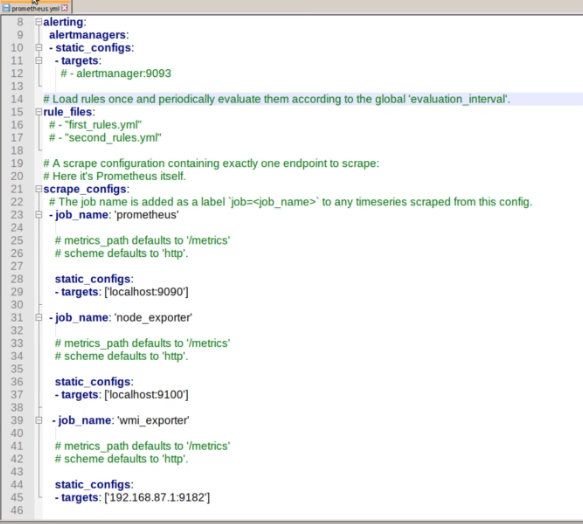 prometheus.yml
8 alerting:
9   alertmanagers:
10   - static_configs:
11     - targets:
12       # - alertmanager:9093
13
14 # Load rules once and periodically evaluate them according to the global 'evaluation_interval'.
15 rule_files:
16   # - "first_rules.yml"
17   # - "second_rules.yml"
18
19 # A scrape configuration containing exactly one endpoint to scrape:
20 # Here it's Prometheus itself.
21 scrape_configs:
22   # The job name is added as a label `job=<job_name>` to any timeseries scraped from this config.
23   - job_name: 'prometheus'
24
25     # metrics_path defaults to '/metrics'
26     # scheme defaults to 'http'.
27
28     static_configs:
29     - targets: ['localhost:9090']
30
31   - job_name: 'node_exporter'
32
33     # metrics_path defaults to '/metrics'
34     # scheme defaults to 'http'.
35
36     static_configs:
37     - targets: ['localhost:9100']
38
39    - job_name: 'wmi_exporter'
40
41     # metrics_path defaults to '/metrics'
42     # scheme defaults to 'http'.
43
44     static_configs:
45     - targets: ['192.168.87.1:9182']
46